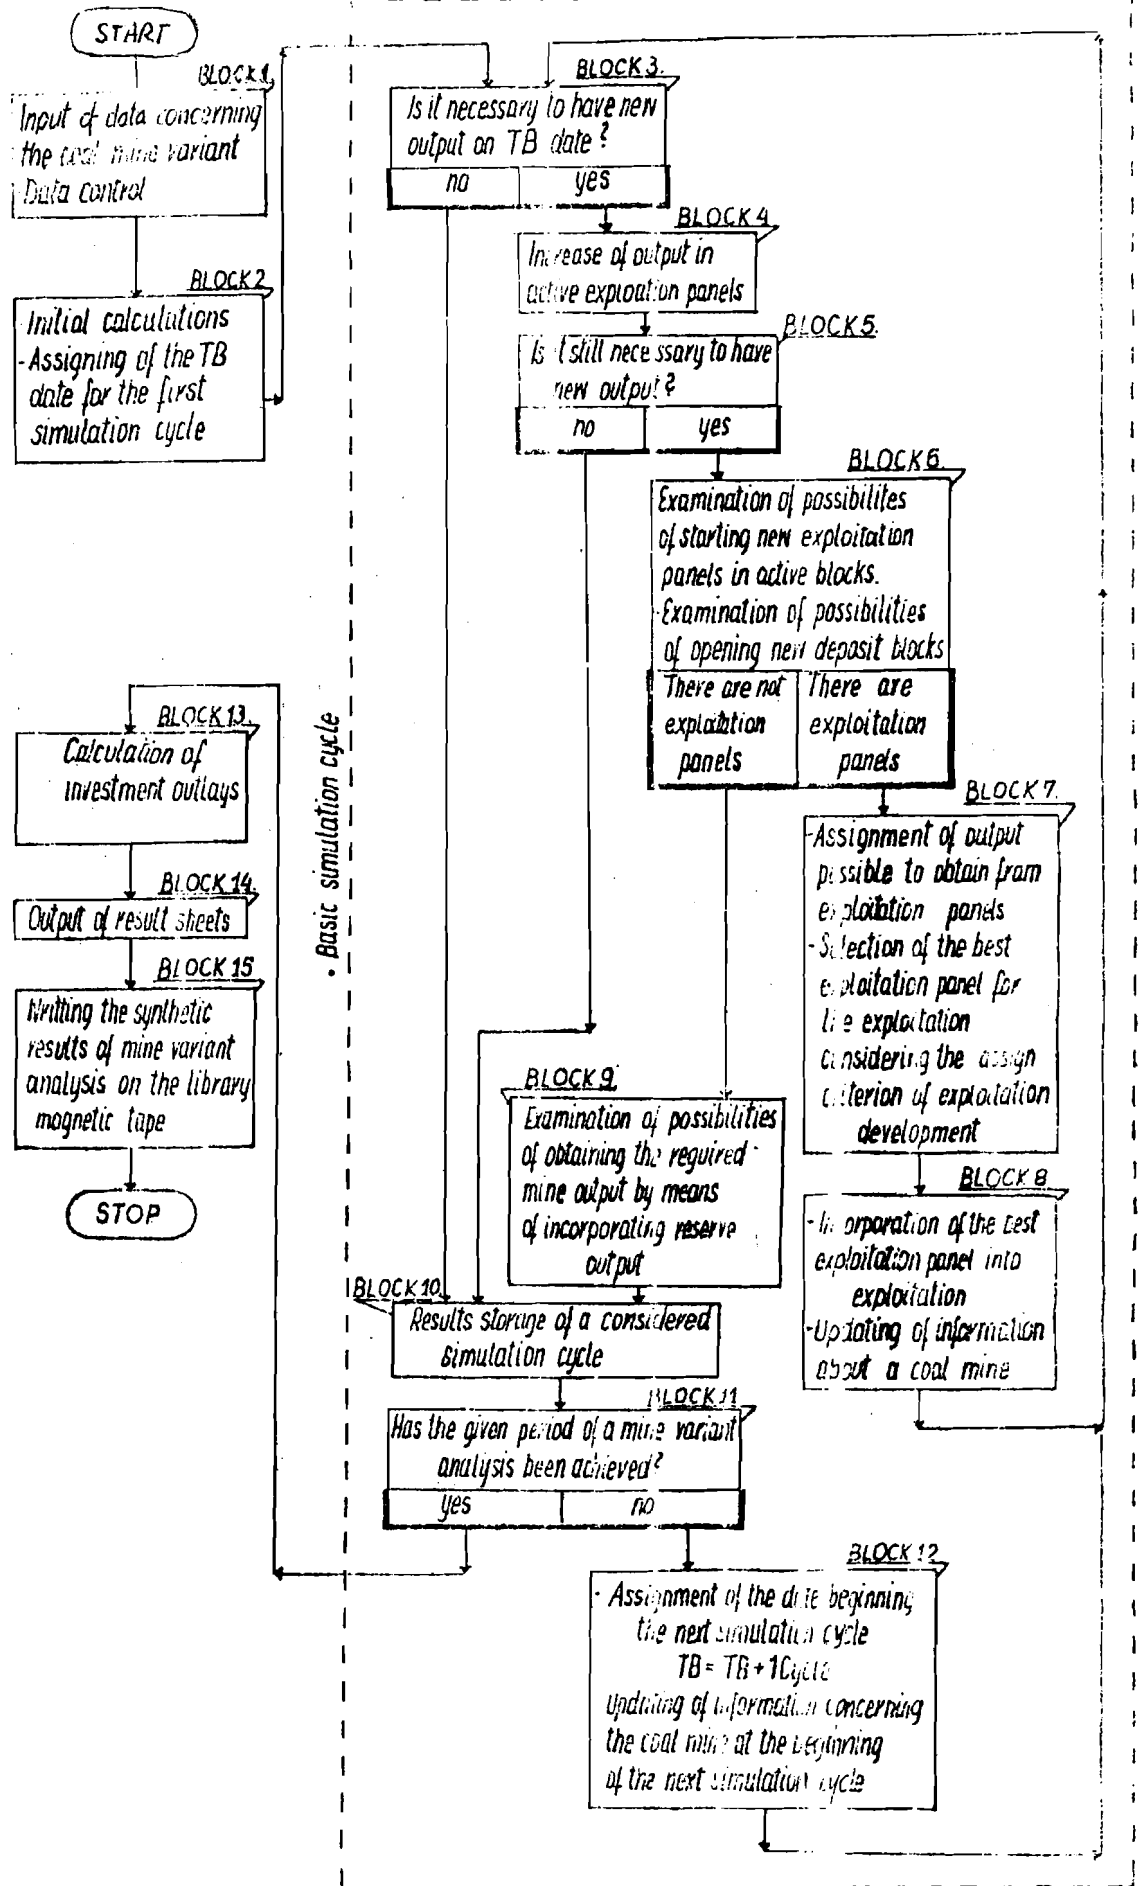 START
BLOCK 1.
Input of data concerning
the coal mine variant
Data control
BLOCK 2
-Initial calculations
-Assigning of the TB
date for the first
simulation cycle
BLOCK 3.
Is it necessary to have new
output on TB date?
no yes
BLOCK 4
Increase of output in
active exploation panels
BLOCK 5.
Is it still necessary to have
new output?
no yes
BLOCK 6.
Examination of possibilites
of starting new exploitation
panels in active blocks.
-Examination of possibilities
of opening new deposit blocks
There are not
exploitation
panels
There are
exploitation
panels
BLOCK 7.
-Assignment of output
possible to obtain from
exploitation panels
-Selection of the best
exploitation panel for
the exploitation
considering the assign
criterion of exploitation
development
BLOCK 8
-Incorporation of the best
exploitation panel into
exploitation
-Updating of information
about a coal mine
BLOCK 9.
Examination of possibilities
of obtaining the required
mine output by means
of incorporating reserve
output
BLOCK 10.
Results storage of a considered
simulation cycle
BLOCK 11
Has the given period of a mine variant
analysis been achieved?
yes no
BLOCK 12
- Assignment of the date beginning
the next simulation cycle
TB = TB + 1 Cycle
Updating of information concerning
the coal mine at the beginning
of the next simulation cycle
BLOCK 13.
Calculation of
investment outlays
BLOCK 14.
Output of result sheets
BLOCK 15
Writting the synthetic
results of mine variant
analysis on the library
magnetic tape
STOP
• Basic simulation cycle